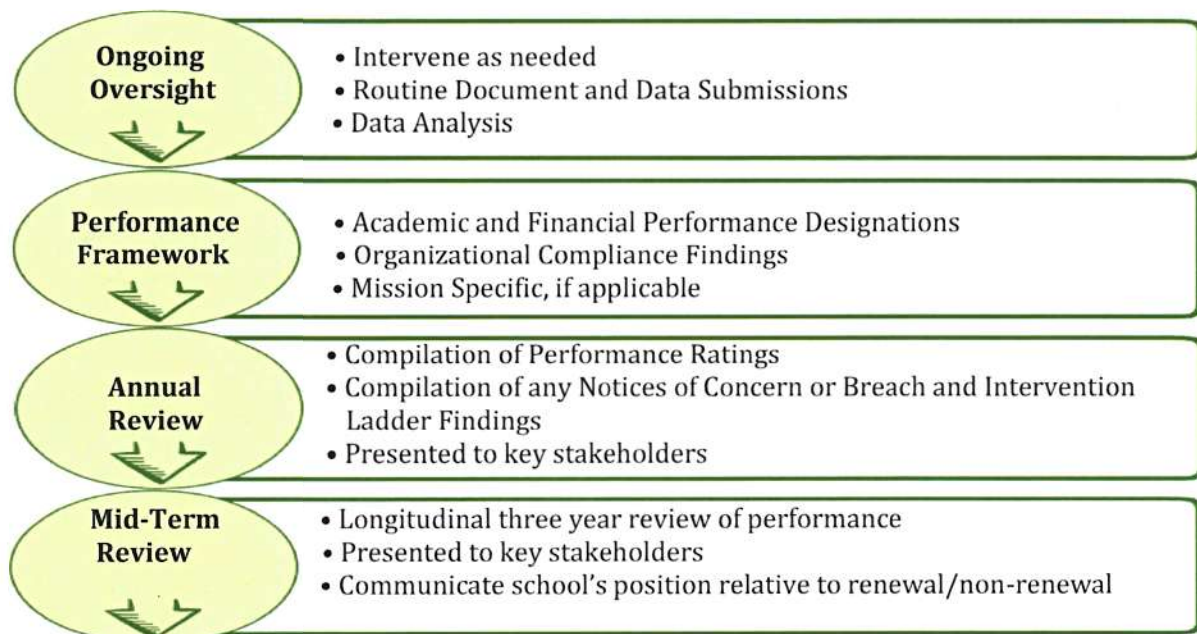 Ongoing
Oversight
• Intervene as needed
• Routine Document and Data Submissions
• Data Analysis
Performance
Framework
• Academic and Financial Performance Designations
• Organizational Compliance Findings
• Mission Specific, if applicable
Annual
Review
• Compilation of Performance Ratings
• Compilation of any Notices of Concern or Breach and Intervention
Ladder Findings
• Presented to key stakeholders
Mid-Term
Review
• Longitudinal three year review of performance
• Presented to key stakeholders
• Communicate school's position relative to renewal/non-renewal